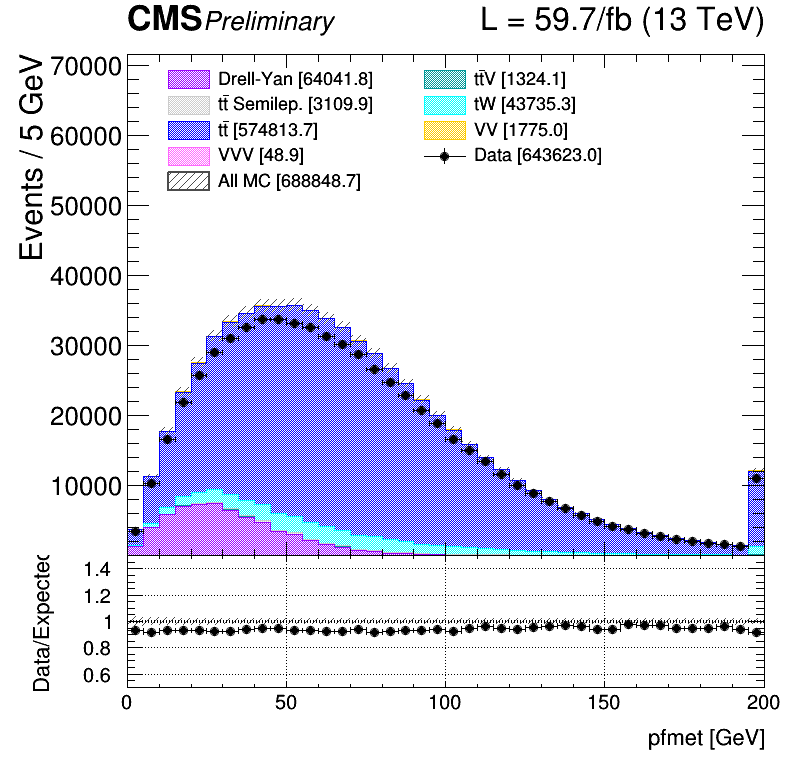 CMS Preliminary L = 59.7/fb (13 TeV)
Events / 5 GeV
70000
60000
50000
40000
30000
20000
10000
Drell-Yan [64041.8]
tt̄ Semilep. [3109.9]
tt̄ [574813.7]
VVV [48.9]
All MC [688848.7]
tt̄V [1324.1]
tW [43735.3]
VV [1775.0]
Data [643623.0]
Data/Expected
1.4
1.2
1
0.8
0.6
0 50 100 150 200
pfmet [GeV]